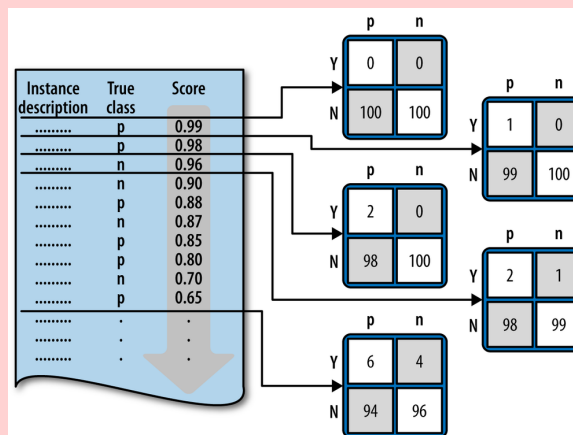 Instance description True class Score
......... p 0.99
......... p 0.98
......... n 0.96
......... n 0.90
......... p 0.88
......... n 0.87
......... p 0.85
......... p 0.80
......... n 0.70
......... p 0.65
......... . .
......... . .
......... . .
p n
Y 0 0
N 100 100
p n
Y 1 0
N 99 100
p n
Y 2 0
N 98 100
p n
Y 2 1
N 98 99
p n
Y 6 4
N 94 96